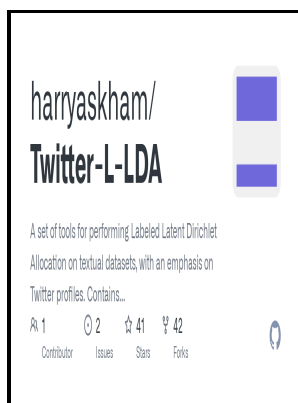 harryaskham/
Twitter-L-LDA
A set of tools for performing Labeled Latent Dirichlet
Allocation on textual datasets, with an emphasis on
Twitter profiles. Contains...
1 2 41 42
Contributor Issues Stars Forks